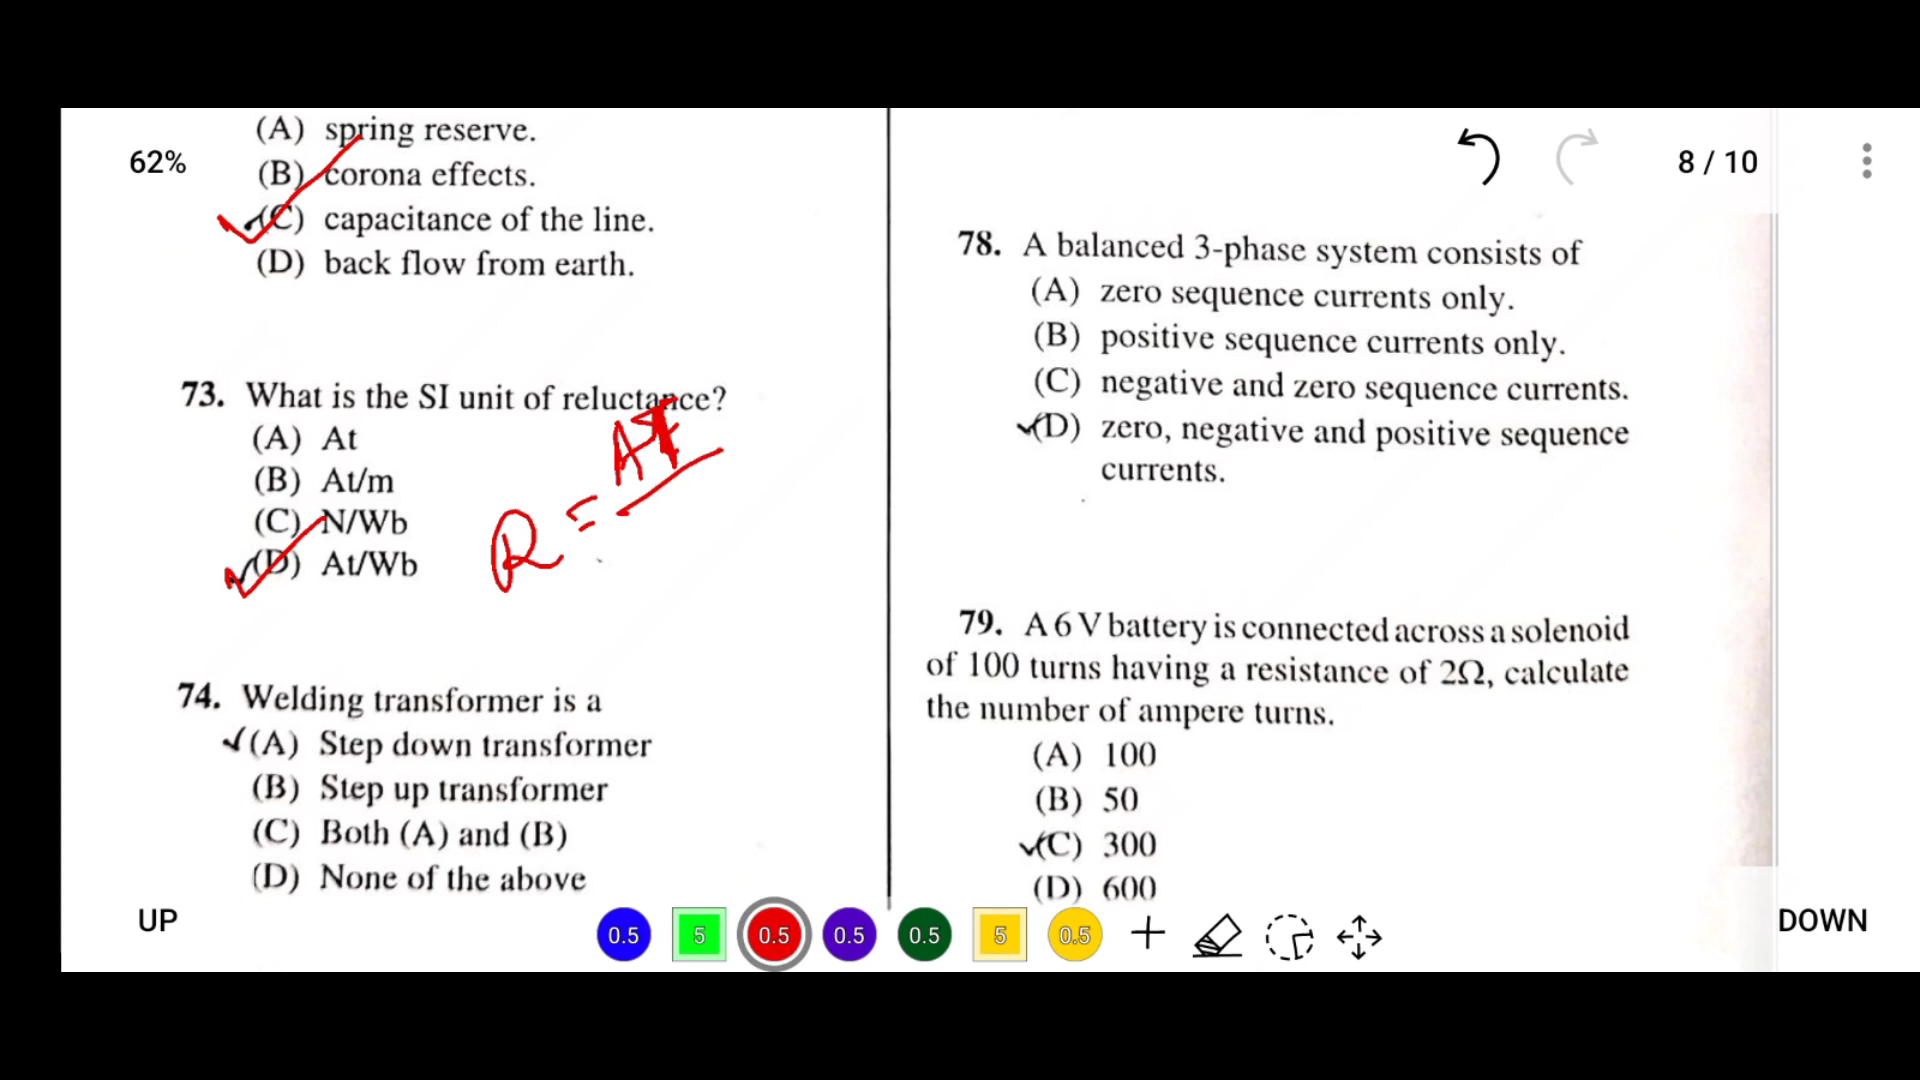 62%
(A) spring reserve.
(B) corona effects.
(C) capacitance of the line.
(D) back flow from earth.
73. What is the SI unit of reluctance?
(A) At
(B) At/m
(C) N/Wb
(D) At/Wb
R = AT
74. Welding transformer is a
(A) Step down transformer
(B) Step up transformer
(C) Both (A) and (B)
(D) None of the above
UP
8 / 10
78. A balanced 3-phase system consists of
(A) zero sequence currents only.
(B) positive sequence currents only.
(C) negative and zero sequence currents.
(D) zero, negative and positive sequence
currents.
79. A 6 V battery is connected across a solenoid
of 100 turns having a resistance of 2Ω, calculate
the number of ampere turns.
(A) 100
(B) 50
(C) 300
(D) 600
DOWN
0.5 5 0.5 0.5 0.5 5 0.5